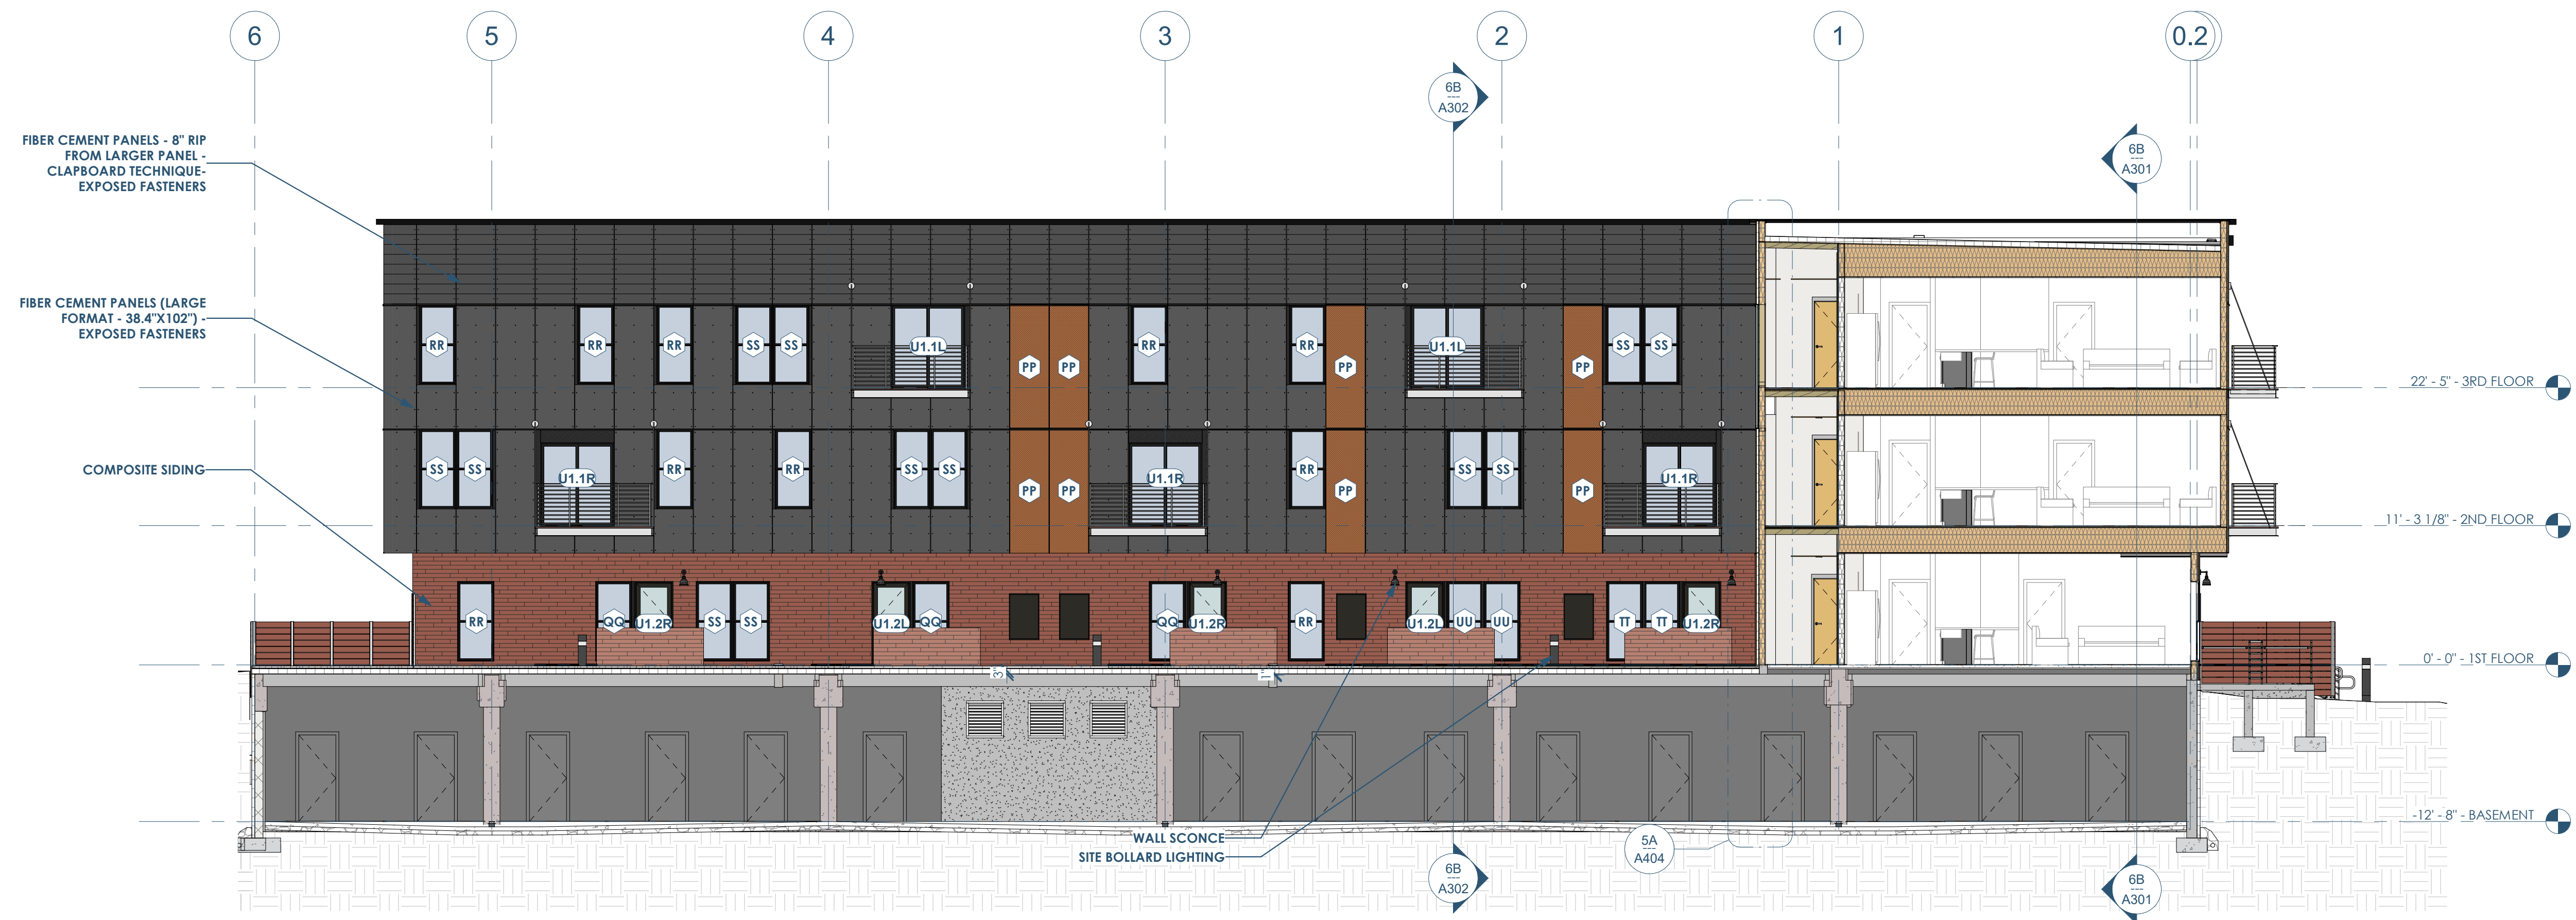 6
5
4
3
2
1
0.2
6B
---
A302
6B
---
A301
FIBER CEMENT PANELS - 8" RIP
FROM LARGER PANEL -
CLAPBOARD TECHNIQUE-
EXPOSED FASTENERS
FIBER CEMENT PANELS (LARGE
FORMAT - 38.4"X102") -
EXPOSED FASTENERS
RR
RR
RR
SS
SS
U1.1L
PP
PP
RR
RR
PP
U1.1L
PP
SS
SS
22' - 5" - 3RD FLOOR
COMPOSITE SIDING
SS
SS
U1.1R
RR
RR
SS
SS
PP
PP
U1.1R
RR
PP
SS
SS
PP
U1.1R
11' - 3 1/8" - 2ND FLOOR
RR
QQ
U1.2R
SS
SS
U1.2L
QQ
QQ
U1.2R
RR
U1.2L
UU
UU
TT
TT
U1.2R
0' - 0" - 1ST FLOOR
3"
1"
-12' - 8" - BASEMENT
WALL SCONCE
SITE BOLLARD LIGHTING
5A
---
A404
6B
---
A302
6B
---
A301